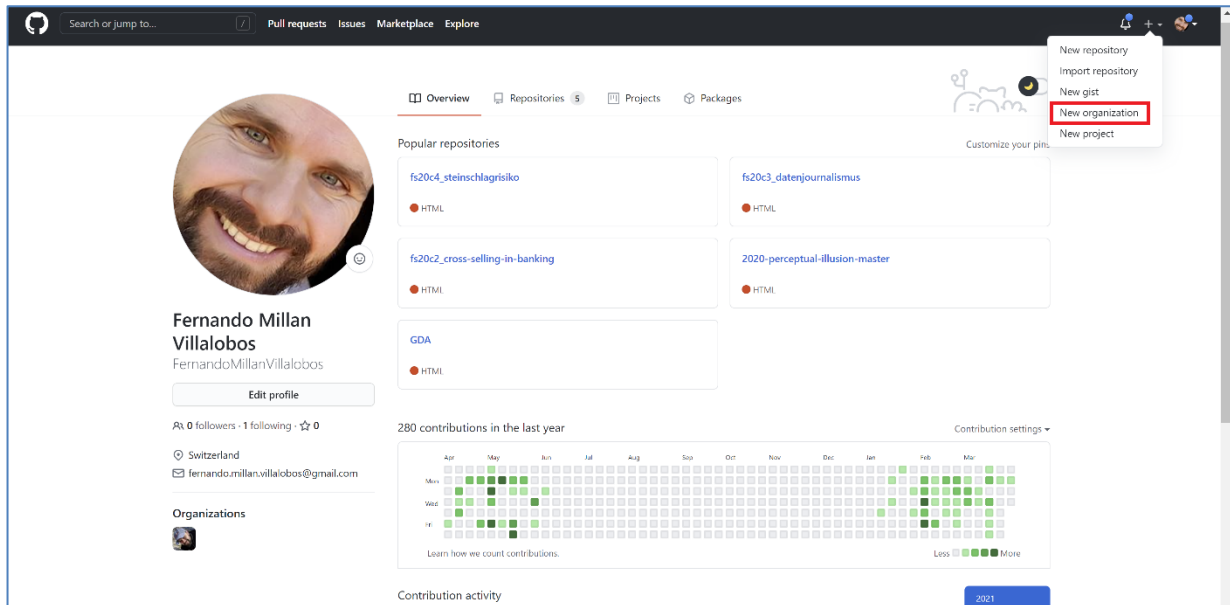 Search or jump to...
/
Pull requests Issues Marketplace Explore
New repository
Import repository
New gist
New organization
New project
Overview Repositories 5 Projects Packages
Popular repositories
Customize your pins
fs20c4_steinschlagrisiko
HTML
fs20c3_datenjournalismus
HTML
fs20c2_cross-selling-in-banking
HTML
2020-perceptual-illusion-master
HTML
GDA
HTML
Fernando Millan
Villalobos
FernandoMillanVillalobos
Edit profile
0 followers · 1 following · 0
Switzerland
fernando.millan.villalobos@gmail.com
Organizations
280 contributions in the last year
Contribution settings
Apr May Jun Jul Aug Sep Oct Nov Dec Jan Feb Mar
Mon
Wed
Fri
Learn how we count contributions.
Less More
Contribution activity
2021